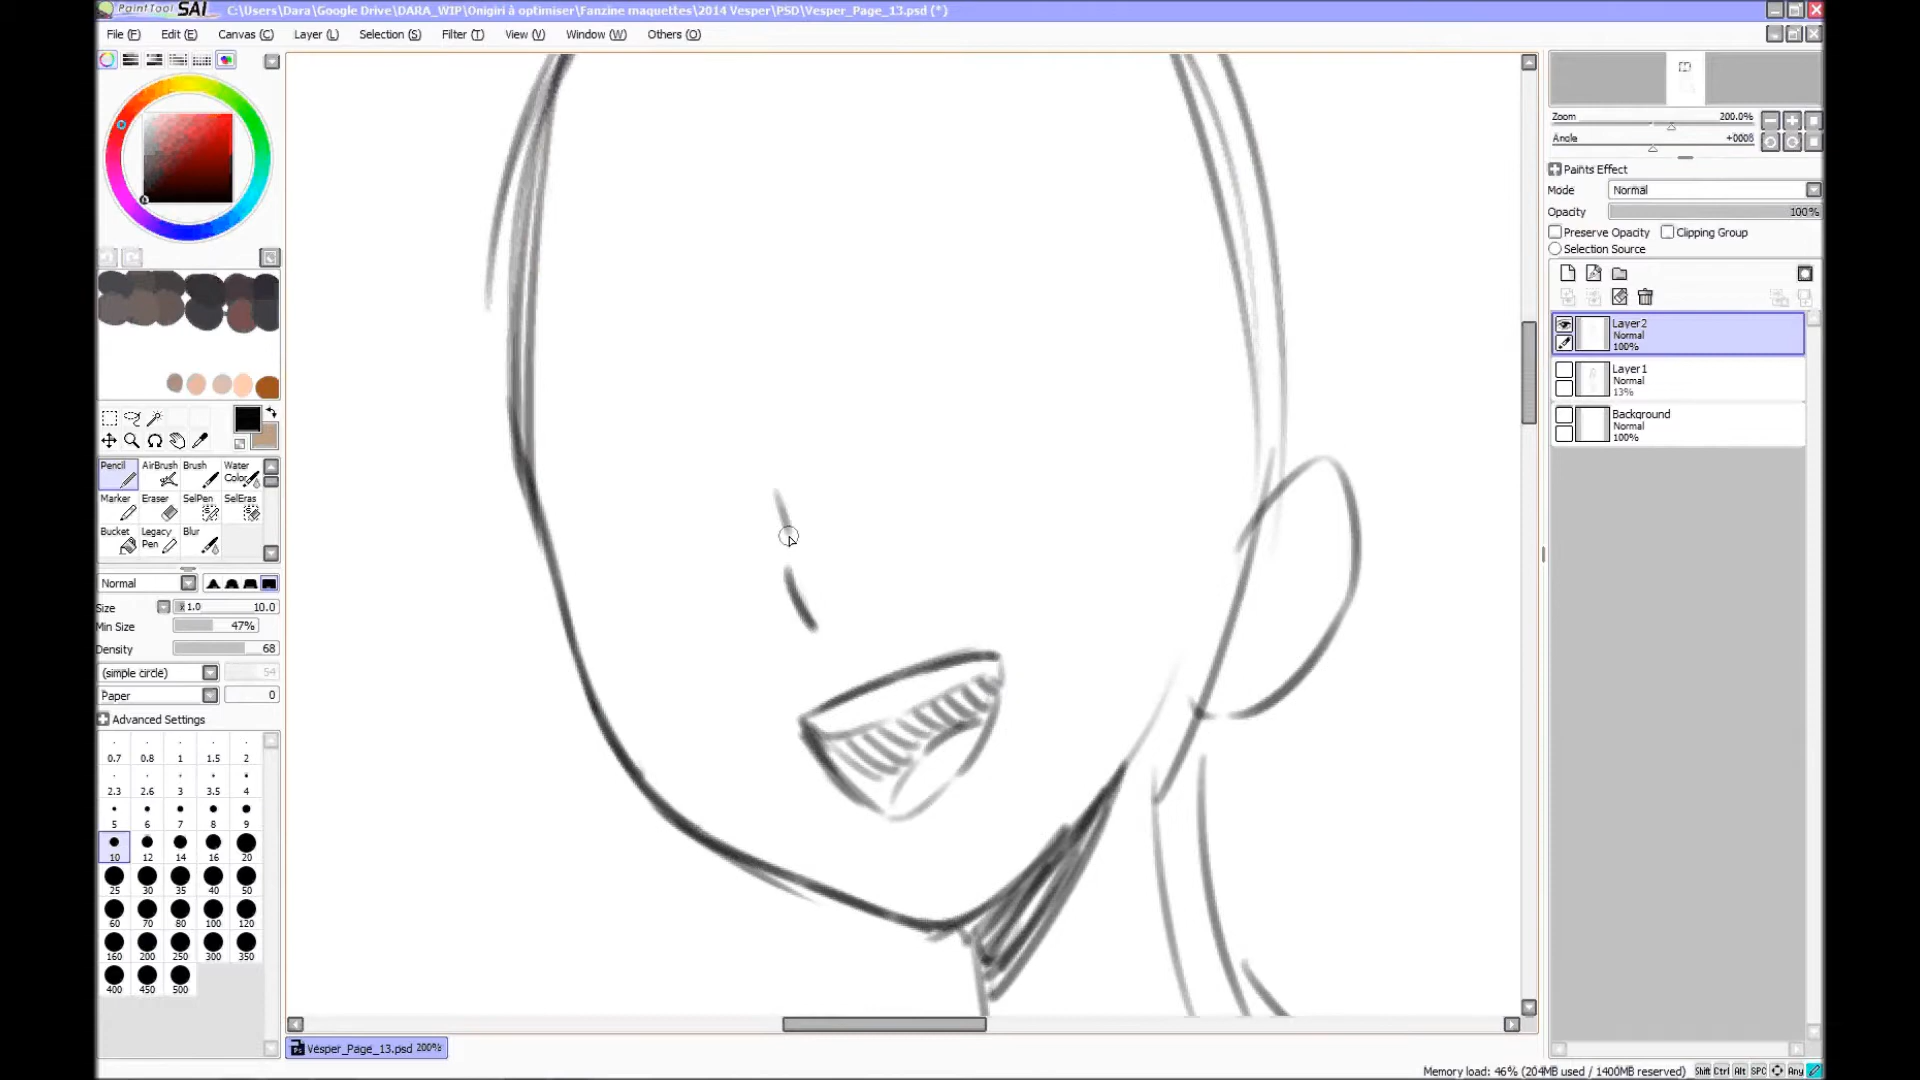 PaintTool SAI C:\Users\Dara\Google Drive\DARA_WIP\Onigiri à optimiser\Fanzine maquettes\2014 Vesper\PSD\Vesper_Page_13.psd (*)
File (F) Edit (E) Canvas (C) Layer (L) Selection (S) Filter (T) View (V) Window (W) Others (O)
Zoom 200.0%
Angle +0008
Paints Effect
Mode Normal
Opacity 100%
Preserve Opacity Clipping Group
Selection Source
Layer2
Normal
100%
Layer1
Normal
13%
Background
Normal
100%
Pencil AirBrush Brush Water Color
Marker Eraser SelPen SelEras
Bucket Legacy Pen Blur
Normal
Size x1.0 10.0
Min Size 47%
Density 68
(simple circle) 54
Paper 0
Advanced Settings
0.7 0.8 1 1.5 2
2.3 2.6 3 3.5 4
5 6 7 8 9
10 12 14 16 20
25 30 35 40 50
60 70 80 100 120
160 200 250 300 350
400 450 500
Vesper_Page_13.psd 200%
Memory load: 46% (204MB used / 1400MB reserved) Shift Ctrl Alt SPC Any